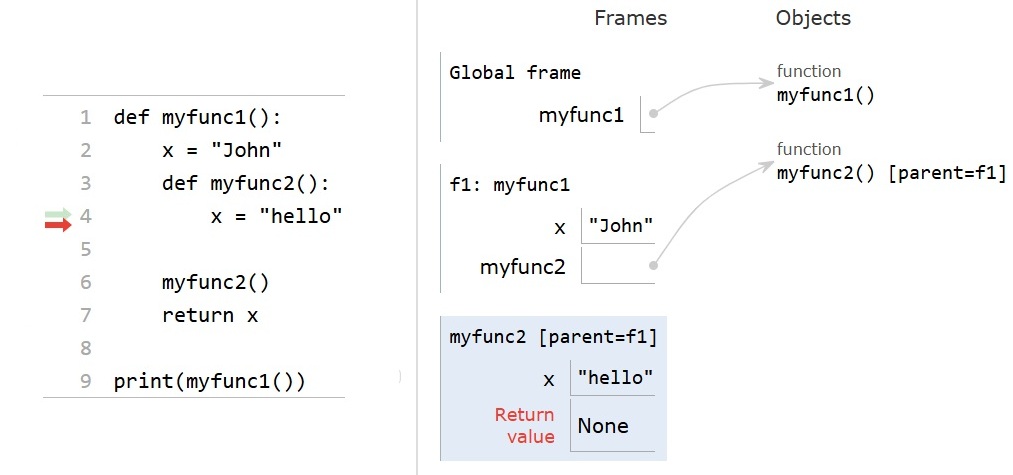 1 def myfunc1():
2     x = "John"
3     def myfunc2():
4         x = "hello"
5
6     myfunc2()
7     return x
8
9 print(myfunc1())
Frames
Objects
Global frame
myfunc1
function
myfunc1()
function
myfunc2() [parent=f1]
f1: myfunc1
x "John"
myfunc2
myfunc2 [parent=f1]
x "hello"
Return
value None